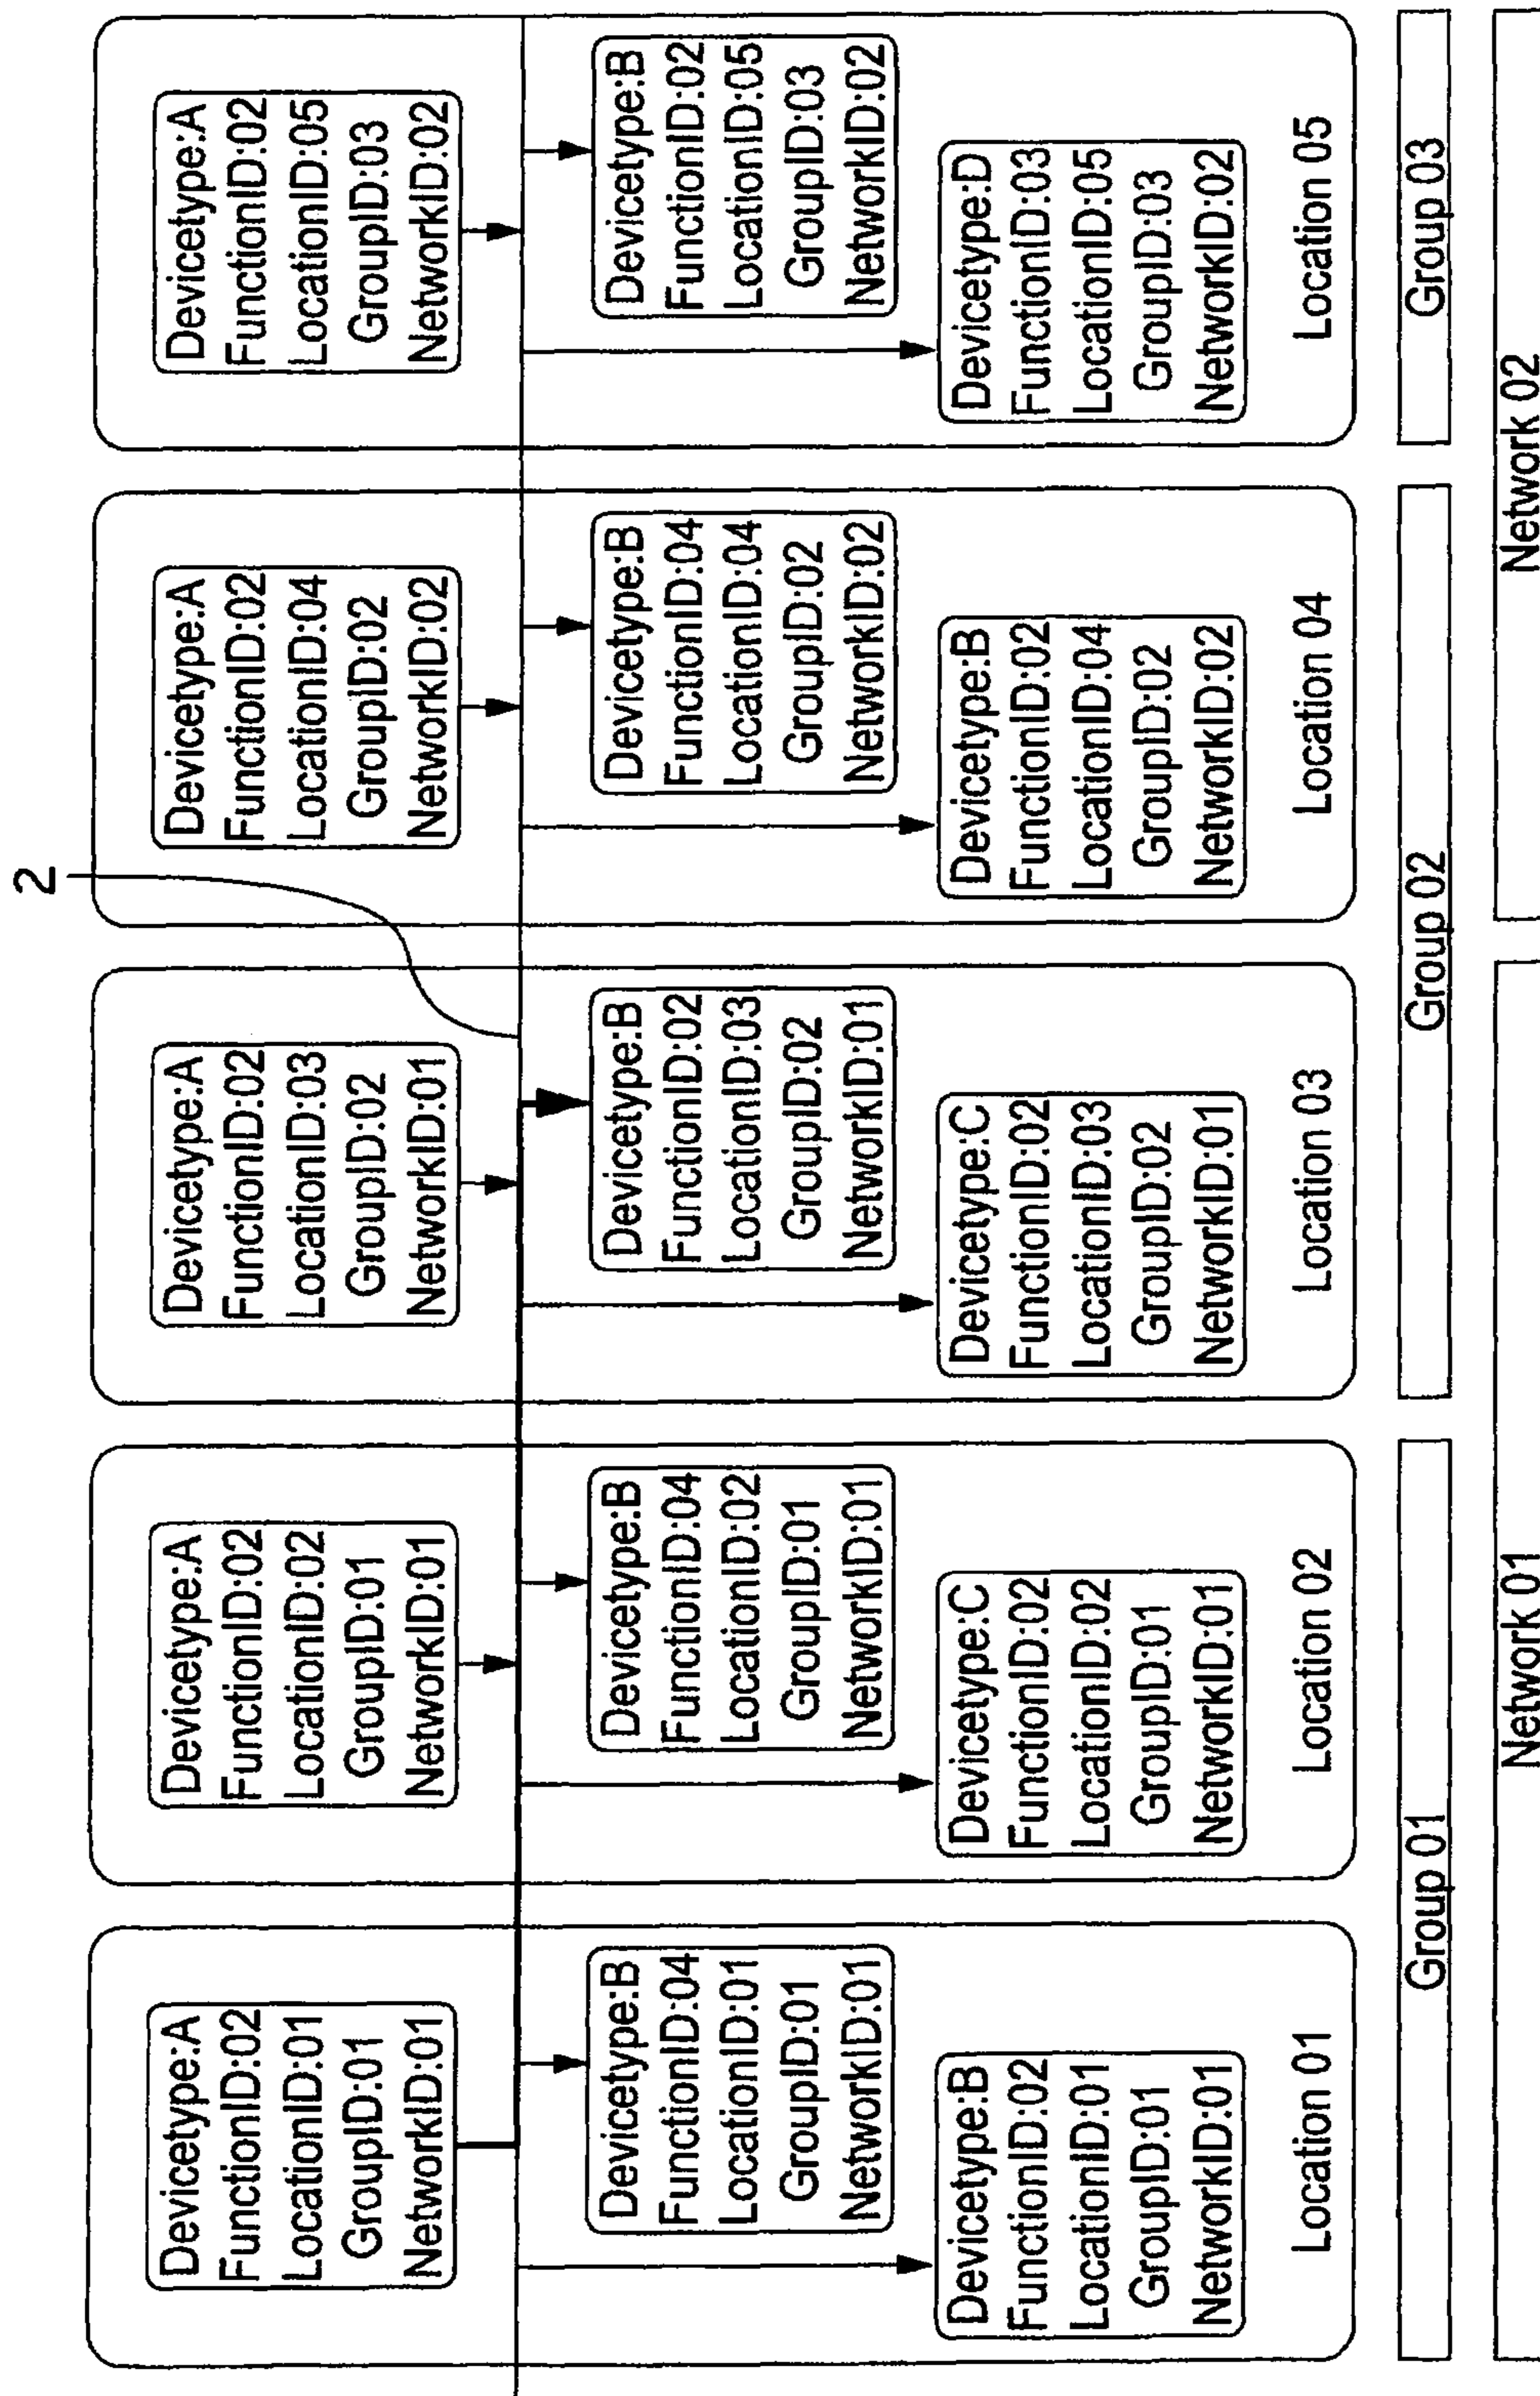 2
Devicetype:A
FunctionID:02
LocationID:01
GroupID:01
NetworkID:01
Devicetype:B
FunctionID:04
LocationID:01
GroupID:01
NetworkID:01
Devicetype:B
FunctionID:02
LocationID:01
GroupID:01
NetworkID:01
Location 01
Devicetype:A
FunctionID:02
LocationID:02
GroupID:01
NetworkID:01
Devicetype:B
FunctionID:04
LocationID:02
GroupID:01
NetworkID:01
Devicetype:C
FunctionID:02
LocationID:02
GroupID:01
NetworkID:01
Location 02
Devicetype:A
FunctionID:02
LocationID:03
GroupID:02
NetworkID:01
Devicetype:B
FunctionID:02
LocationID:03
GroupID:02
NetworkID:01
Devicetype:C
FunctionID:02
LocationID:03
GroupID:02
NetworkID:01
Location 03
Devicetype:A
FunctionID:02
LocationID:04
GroupID:02
NetworkID:02
Devicetype:B
FunctionID:04
LocationID:04
GroupID:02
NetworkID:02
Devicetype:B
FunctionID:02
LocationID:04
GroupID:02
NetworkID:02
Location 04
Devicetype:A
FunctionID:02
LocationID:05
GroupID:03
NetworkID:02
Devicetype:B
FunctionID:02
LocationID:05
GroupID:03
NetworkID:02
Devicetype:D
FunctionID:03
LocationID:05
GroupID:03
NetworkID:02
Location 05
Group 01
Group 02
Group 03
Network 01
Network 02